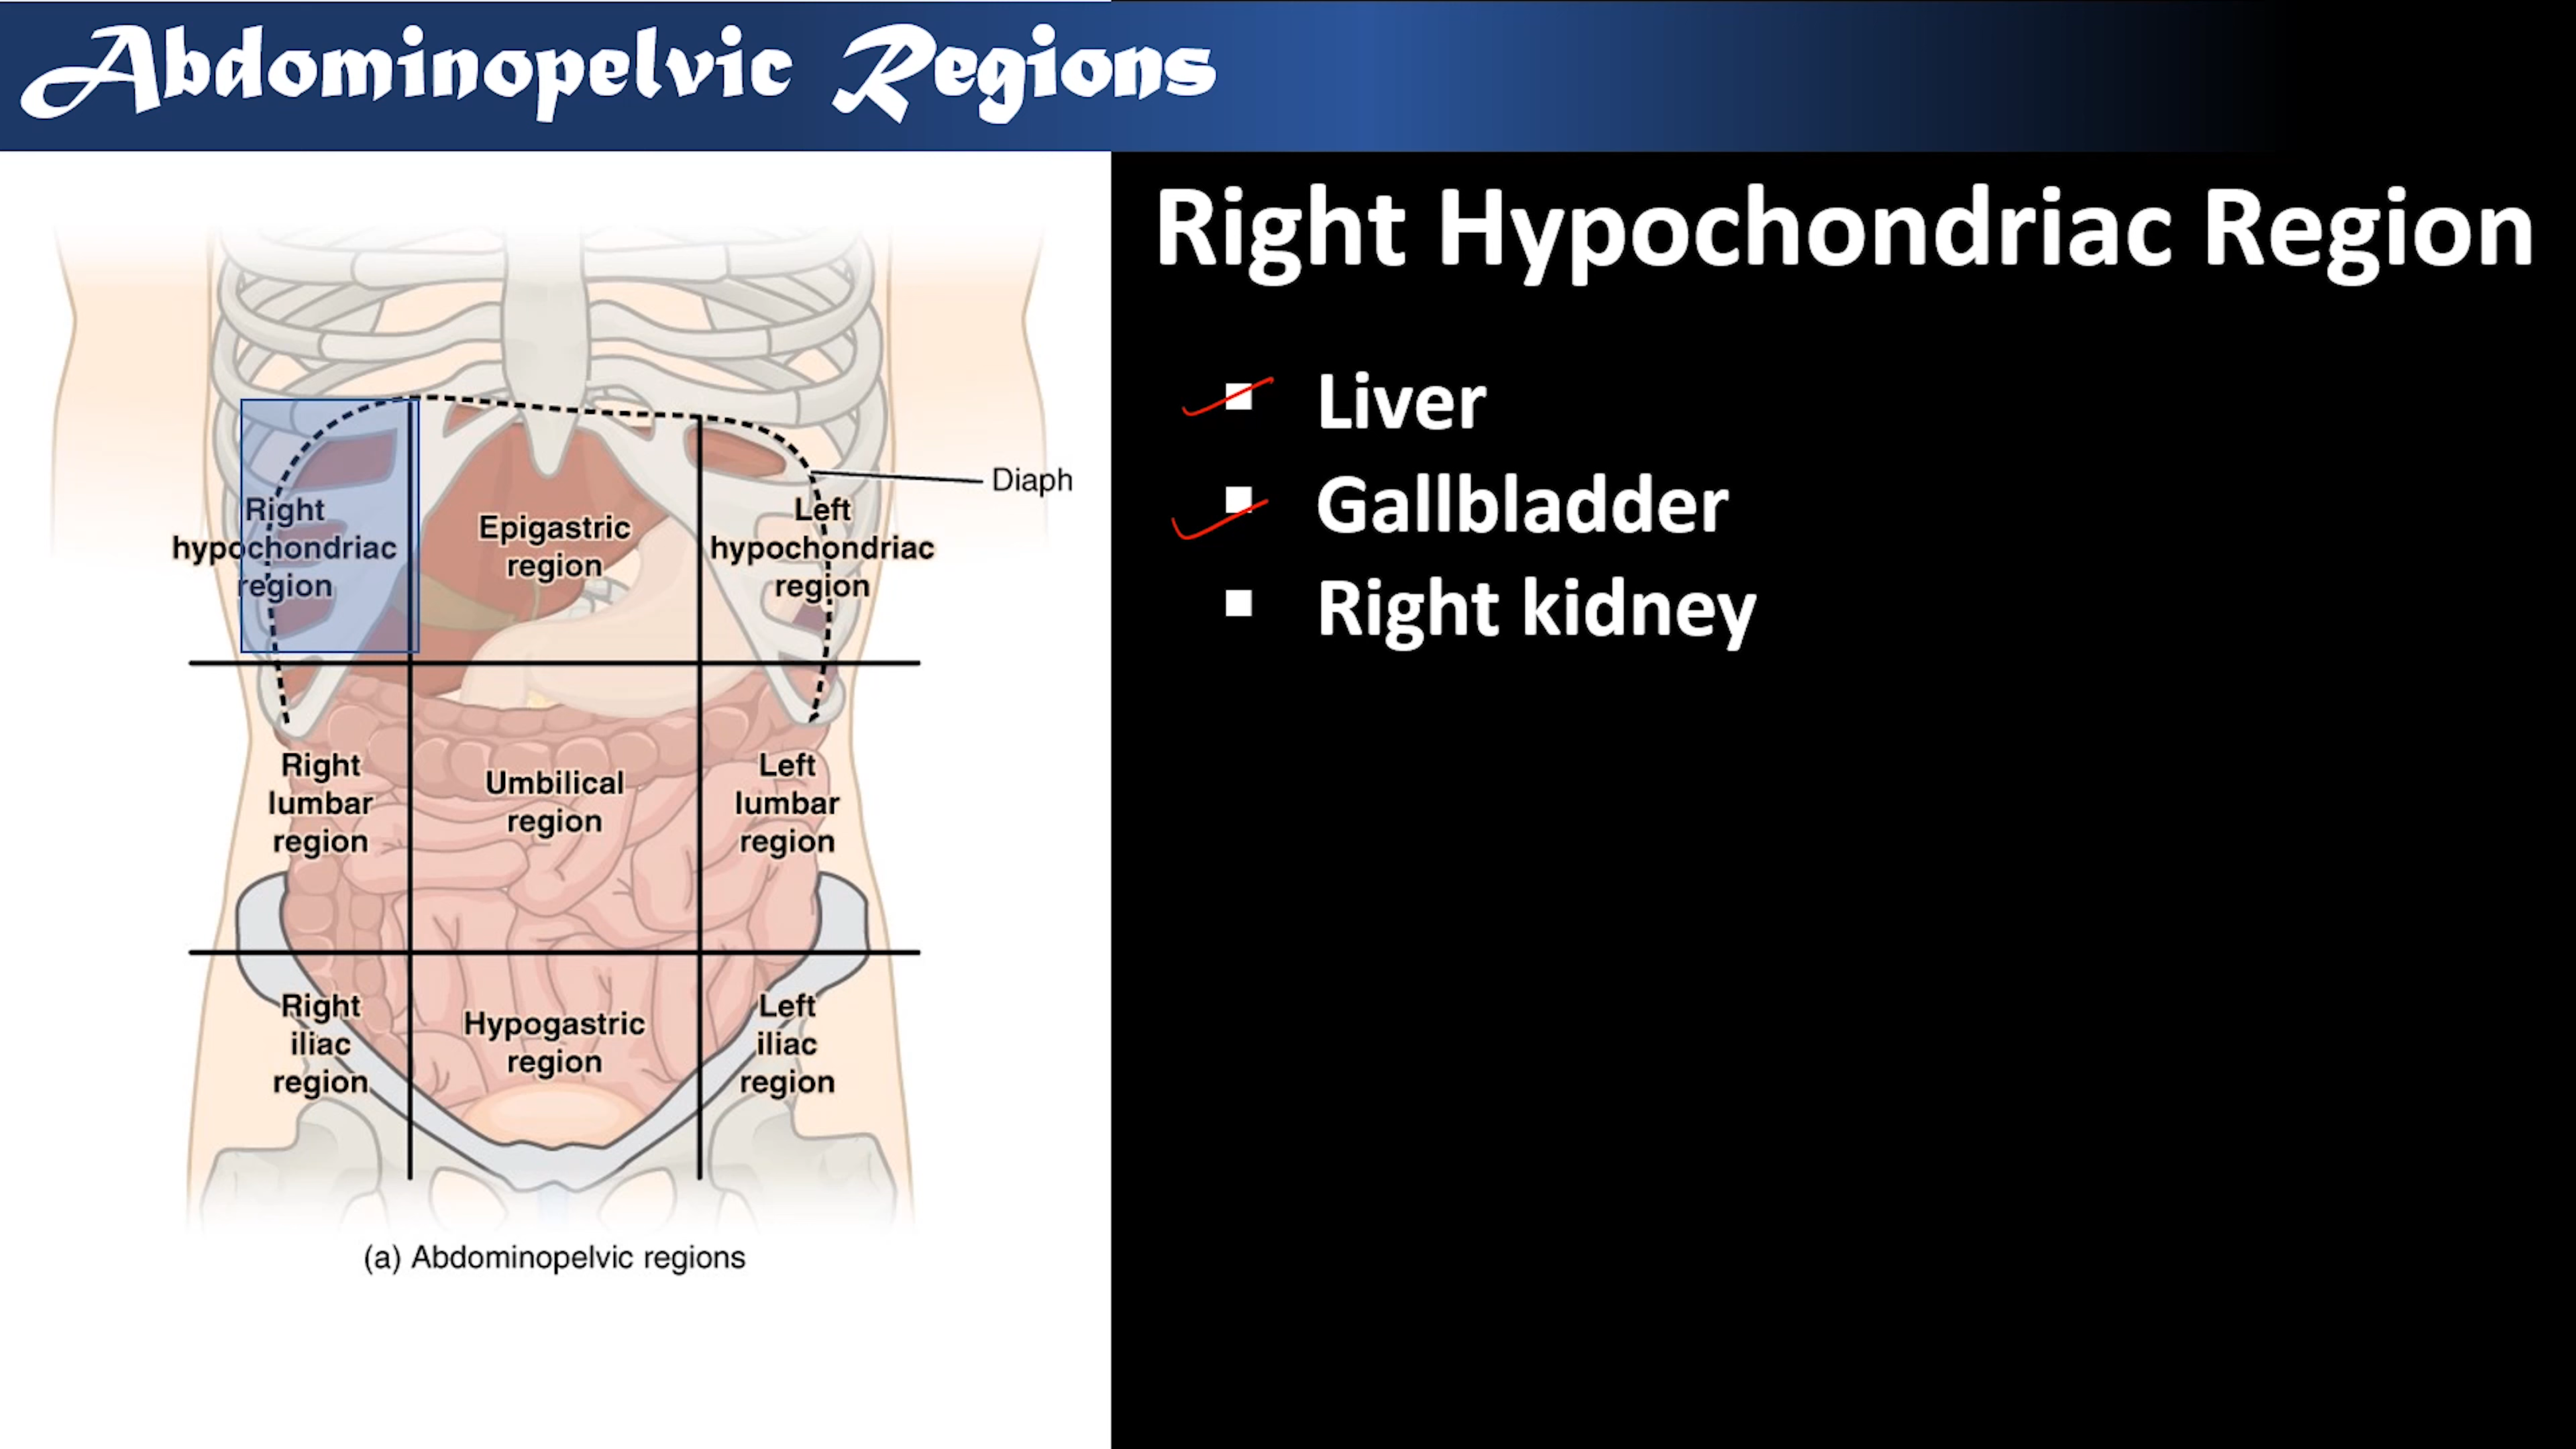 Abdominopelvic Regions
Right Hypochondriac Region
Liver
Gallbladder
Right kidney
Diaph
Right
hypochondriac
region
Epigastric
region
Left
hypochondriac
region
Right
lumbar
region
Umbilical
region
Left
lumbar
region
Right
iliac
region
Hypogastric
region
Left
iliac
region
(a) Abdominopelvic regions